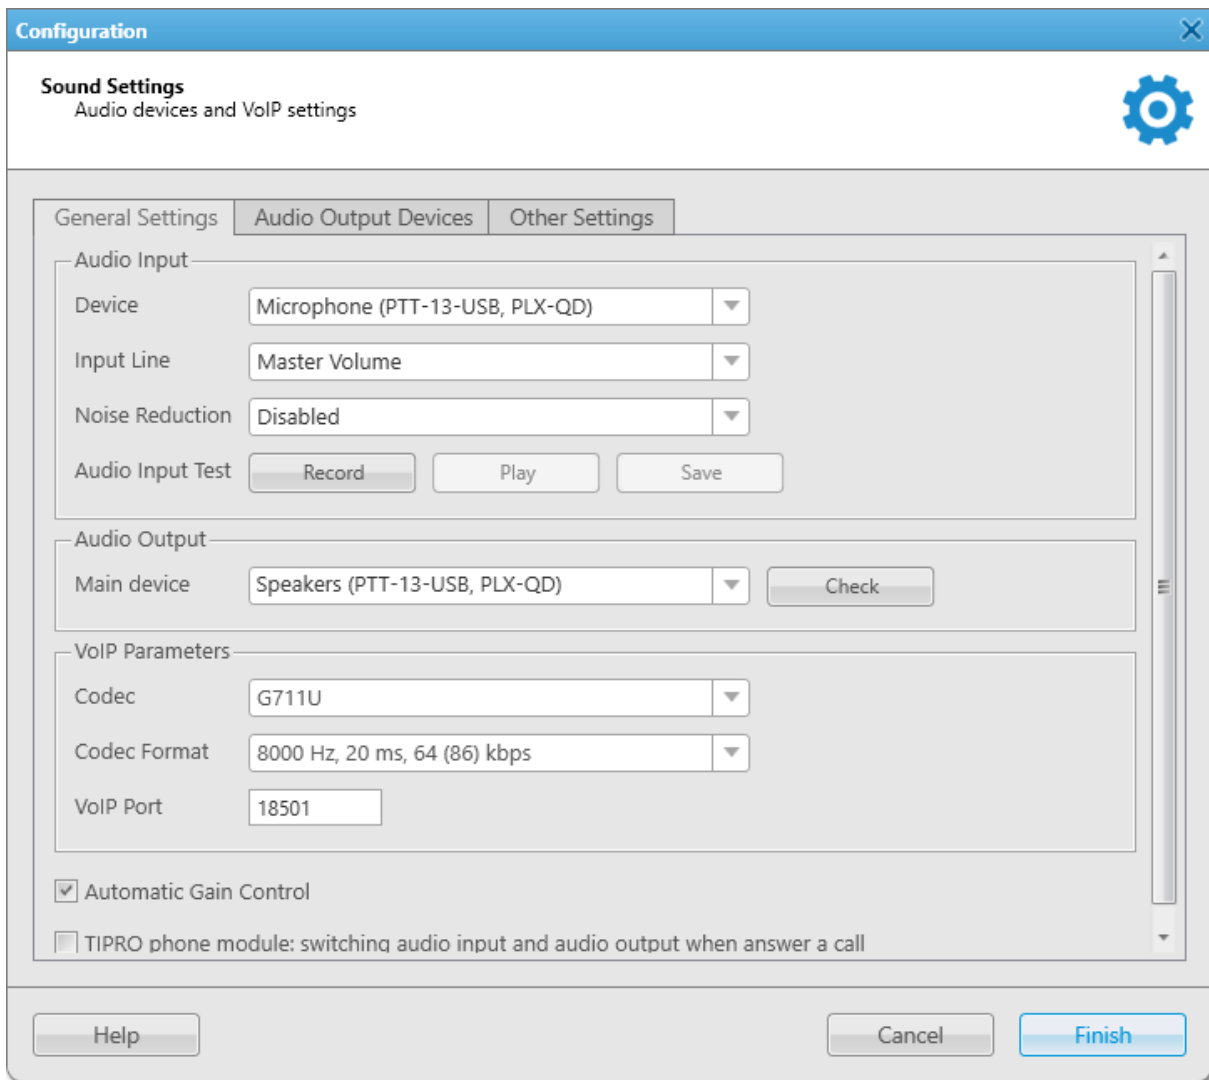 Configuration
Sound Settings
Audio devices and VoIP settings
General Settings Audio Output Devices Other Settings
Audio Input
Device Microphone (PTT-13-USB, PLX-QD)
Input Line Master Volume
Noise Reduction Disabled
Audio Input Test Record Play Save
Audio Output
Main device Speakers (PTT-13-USB, PLX-QD) Check
VoIP Parameters
Codec G711U
Codec Format 8000 Hz, 20 ms, 64 (86) kbps
VoIP Port 18501
Automatic Gain Control
TIPRO phone module: switching audio input and audio output when answer a call
Help Cancel Finish